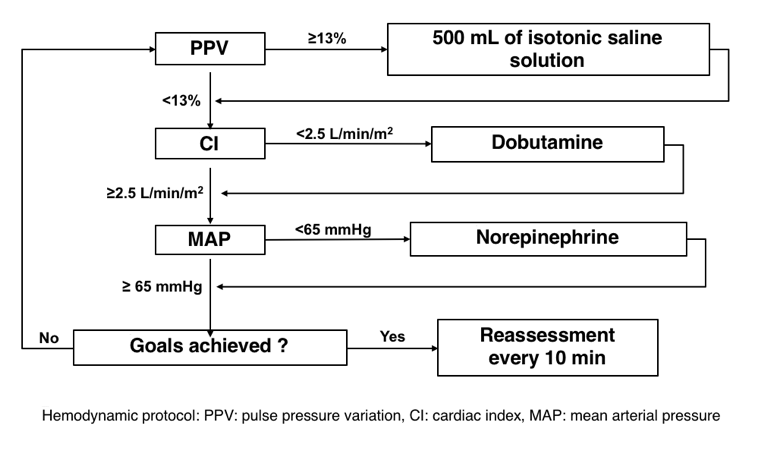 PPV
≥13%
500 mL of isotonic saline
solution
<13%
CI
<2.5 L/min/m²
Dobutamine
≥2.5 L/min/m²
MAP
<65 mmHg
Norepinephrine
≥ 65 mmHg
No
Goals achieved ?
Yes
Reassessment
every 10 min
Hemodynamic protocol: PPV: pulse pressure variation, CI: cardiac index, MAP: mean arterial pressure